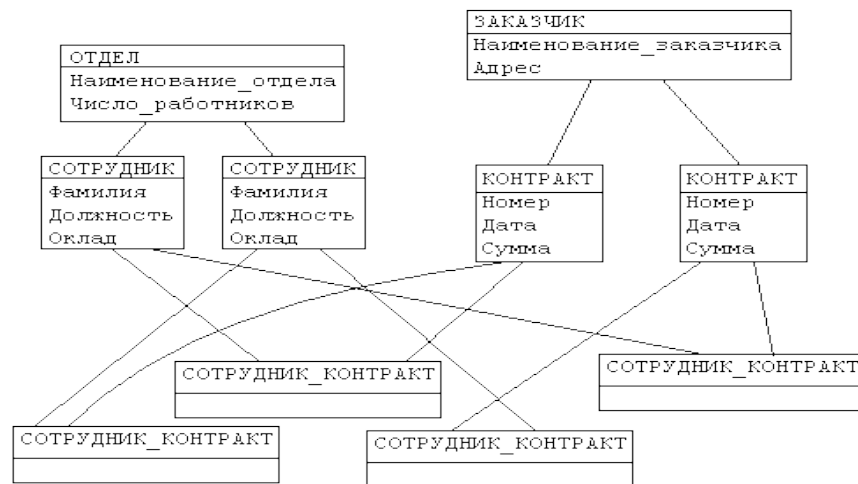 ЗАКАЗЧИК
Наименование_заказчика
Адрес
ОТДЕЛ
Наименование_отдела
Число_работников
СОТРУДНИК
Фамилия
Должность
Оклад
СОТРУДНИК
Фамилия
Должность
Оклад
КОНТРАКТ
Номер
Дата
Сумма
КОНТРАКТ
Номер
Дата
Сумма
СОТРУДНИК_КОНТРАКТ
СОТРУДНИК_КОНТРАКТ
СОТРУДНИК_КОНТРАКТ
СОТРУДНИК_КОНТРАКТ